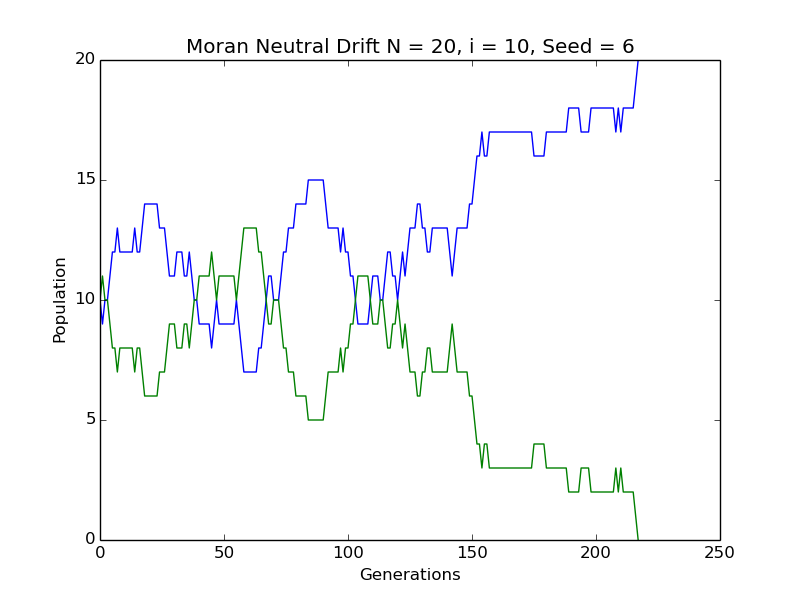 Moran Neutral Drift N = 20, i = 10, Seed = 6
20
15
10
5
0
Population
0 50 100 150 200 250
Generations